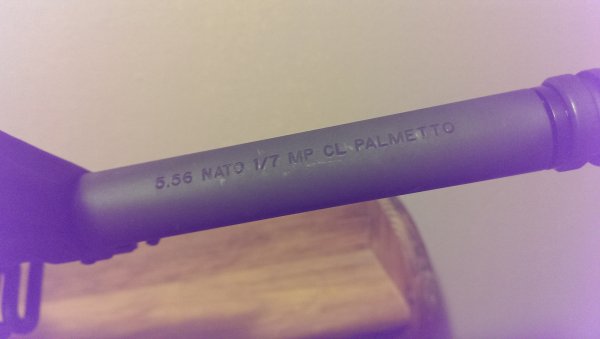 5.56 NATO 1/7 MP CL PALMETTO